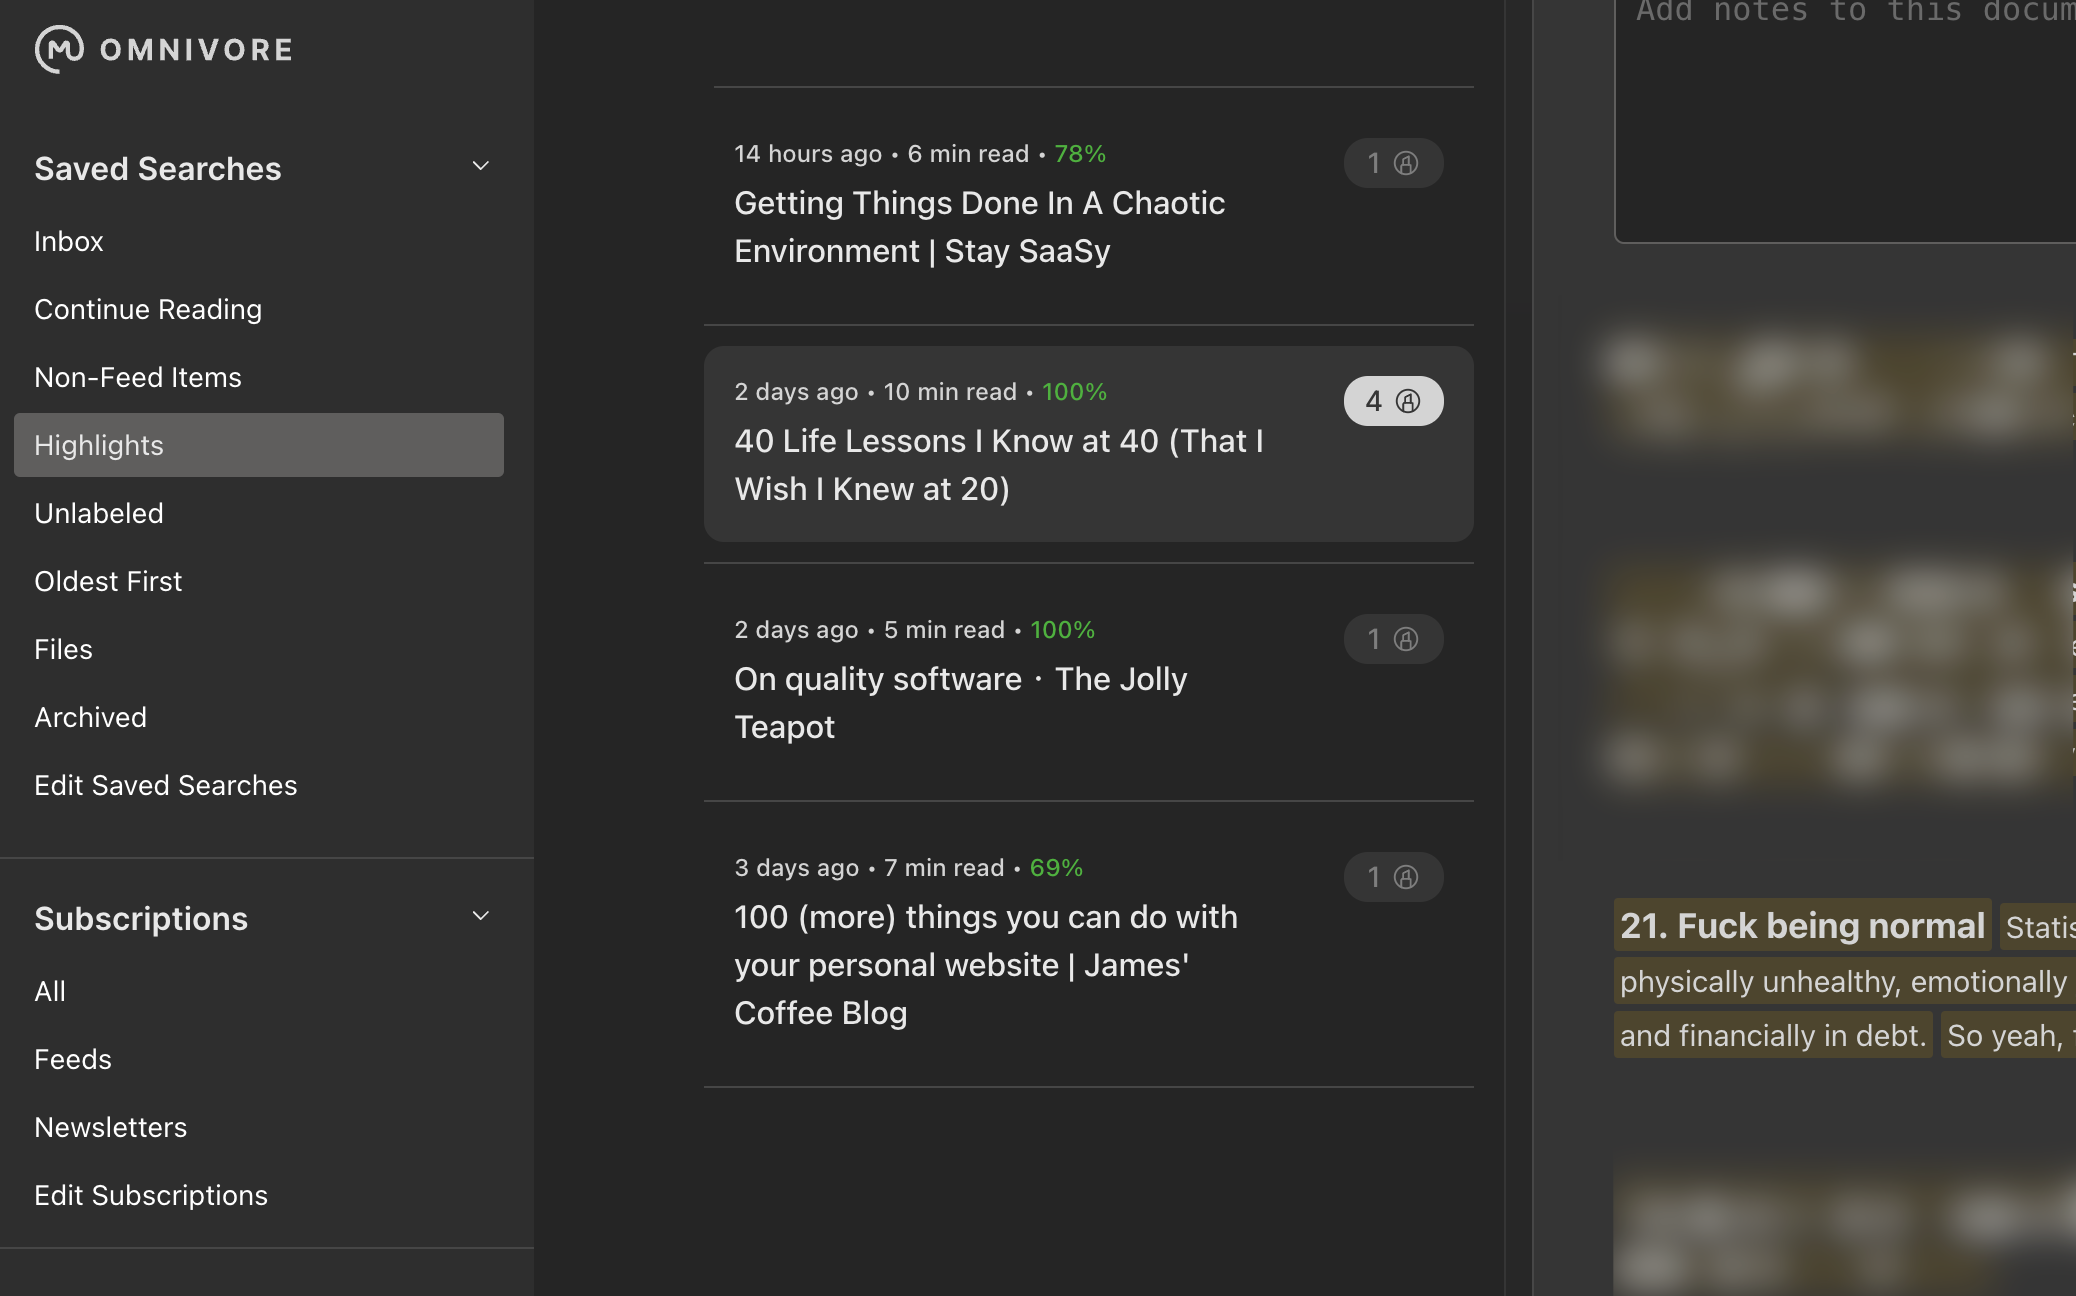 OMNIVORE
Saved Searches
Inbox
Continue Reading
Non-Feed Items
Highlights
Unlabeled
Oldest First
Files
Archived
Edit Saved Searches
Subscriptions
All
Feeds
Newsletters
Edit Subscriptions
14 hours ago • 6 min read • 78%
1
Getting Things Done In A Chaotic
Environment | Stay SaaSy
2 days ago • 10 min read • 100%
4
40 Life Lessons I Know at 40 (That I
Wish I Knew at 20)
2 days ago • 5 min read • 100%
1
On quality software · The Jolly
Teapot
3 days ago • 7 min read • 69%
1
100 (more) things you can do with
your personal website | James'
Coffee Blog
Add notes to this docum
21. Fuck being normal Statis
physically unhealthy, emotionally
and financially in debt. So yeah,